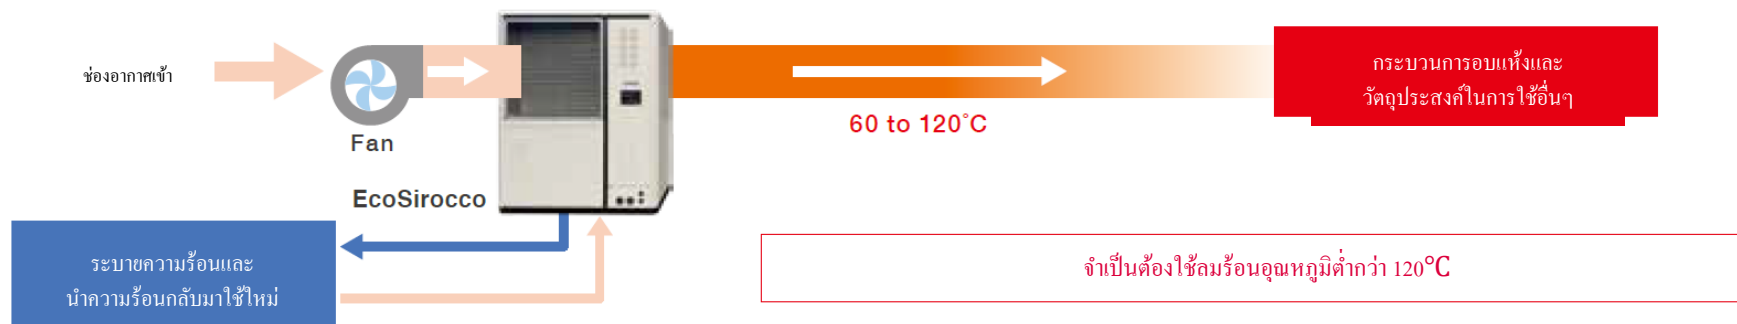 ช่องอากาศเข้า
Fan
EcoSirocco
60 to 120°C
กระบวนการอบแห้งและ
วัตถุประสงค์ในการใช้อื่นๆ
ระบายความร้อนและ
นำความร้อนกลับมาใช้ใหม่
จำเป็นต้องใช้ลมร้อนอุณหภูมิต่ำกว่า 120°C